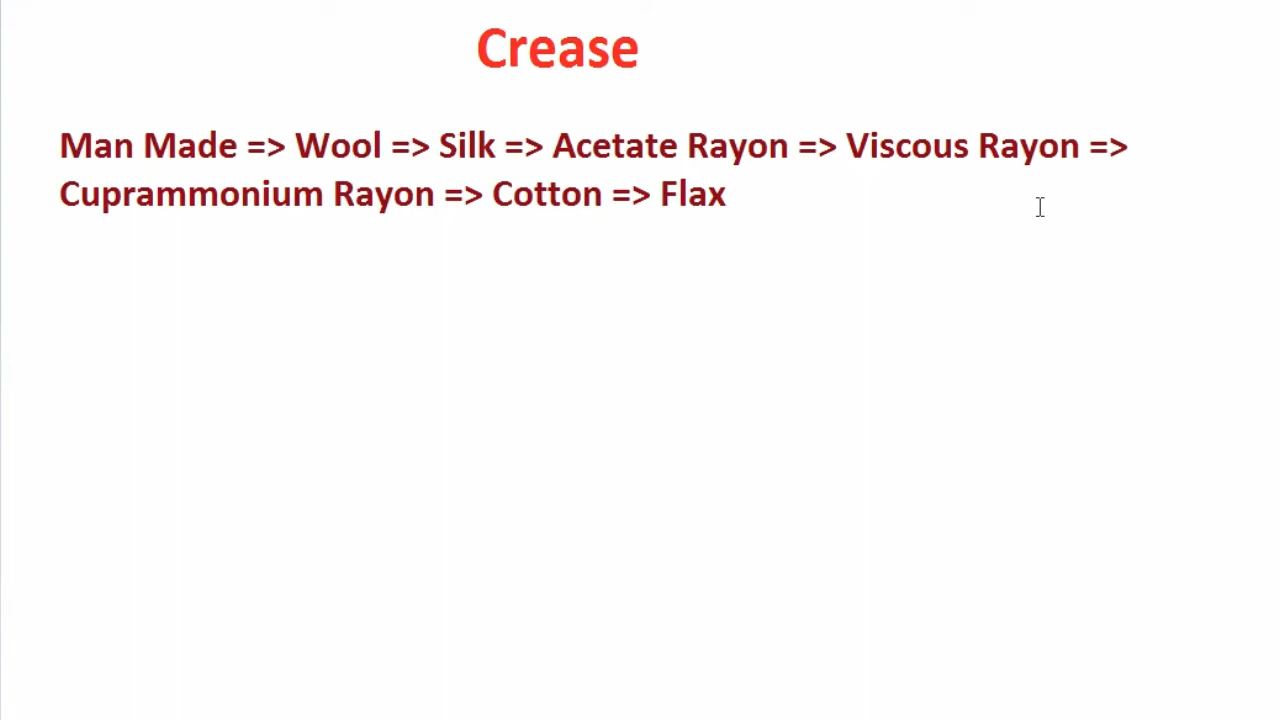 Crease
Man Made => Wool => Silk => Acetate Rayon => Viscous Rayon =>
Cuprammonium Rayon => Cotton => Flax